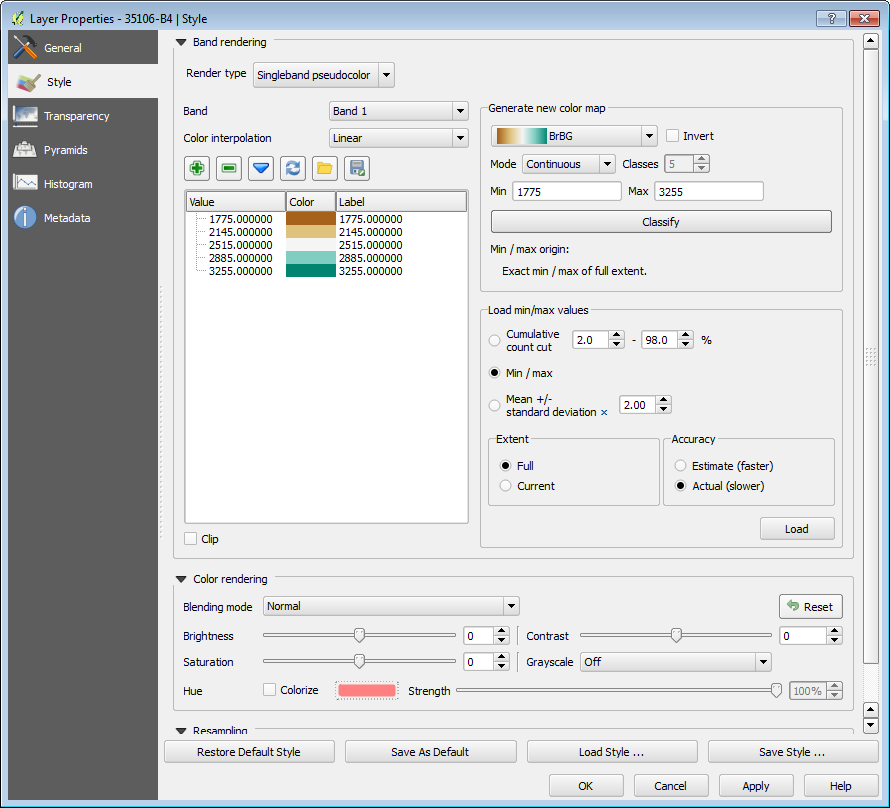 Layer Properties - 35106-B4 | Style
General
Style
Transparency
Pyramids
Histogram
Metadata
Band rendering
Render type Singleband pseudocolor
Band Band 1
Color interpolation Linear
Value Color Label
1775.000000 1775.000000
2145.000000 2145.000000
2515.000000 2515.000000
2885.000000 2885.000000
3255.000000 3255.000000
Clip
Generate new color map
BrBG Invert
Mode Continuous Classes 5
Min 1775 Max 3255
Classify
Min / max origin:
Exact min / max of full extent.
Load min/max values
Cumulative
count cut 2.0 - 98.0 %
Min / max
Mean +/-
standard deviation × 2.00
Extent
Full
Current
Accuracy
Estimate (faster)
Actual (slower)
Load
Color rendering
Blending mode Normal Reset
Brightness 0 Contrast 0
Saturation 0 Grayscale Off
Hue Colorize Strength 100%
Resampling
Restore Default Style Save As Default Load Style ... Save Style ...
OK Cancel Apply Help